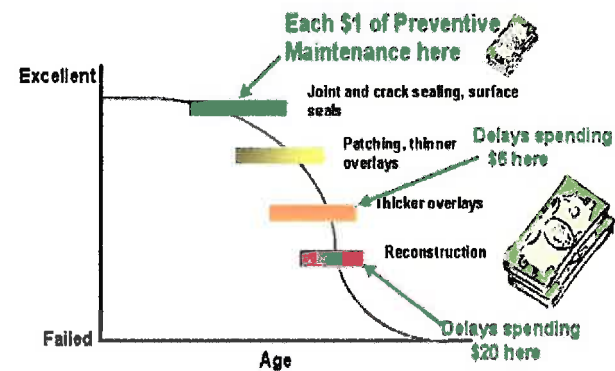 Each $1 of Preventive
Maintenance here
Excellent
Joint and crack sealing, surface
seals
Patching, thinner
overlays
Delays spending
$6 here
Thicker overlays
Reconstruction
Delays spending
$20 here
Failed
Age